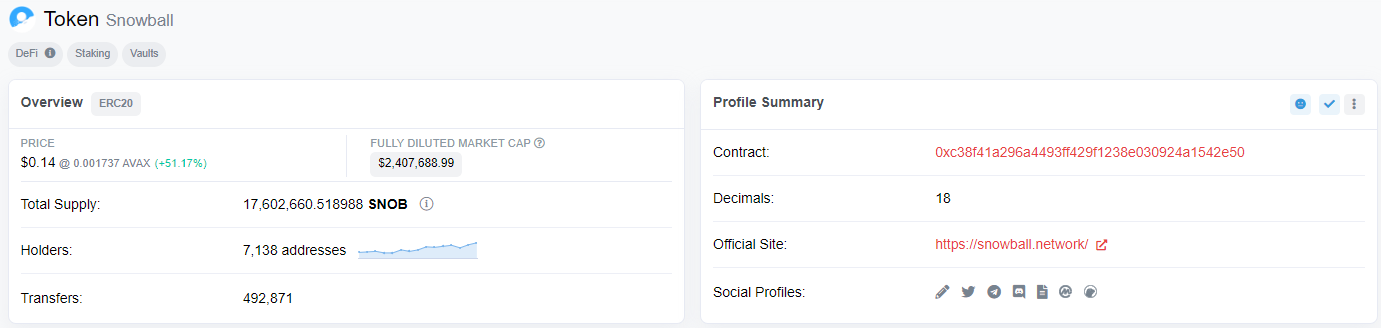 Token Snowball
DeFi Staking Vaults
Overview ERC20
PRICE
$0.14 @ 0.001737 AVAX (+51.17%)
FULLY DILUTED MARKET CAP
$2,407,688.99
Total Supply: 17,602,660.518988 SNOB
Holders: 7,138 addresses
Transfers: 492,871
Profile Summary
Contract: 0xc38f41a296a4493ff429f1238e030924a1542e50
Decimals: 18
Official Site: https://snowball.network/
Social Profiles: